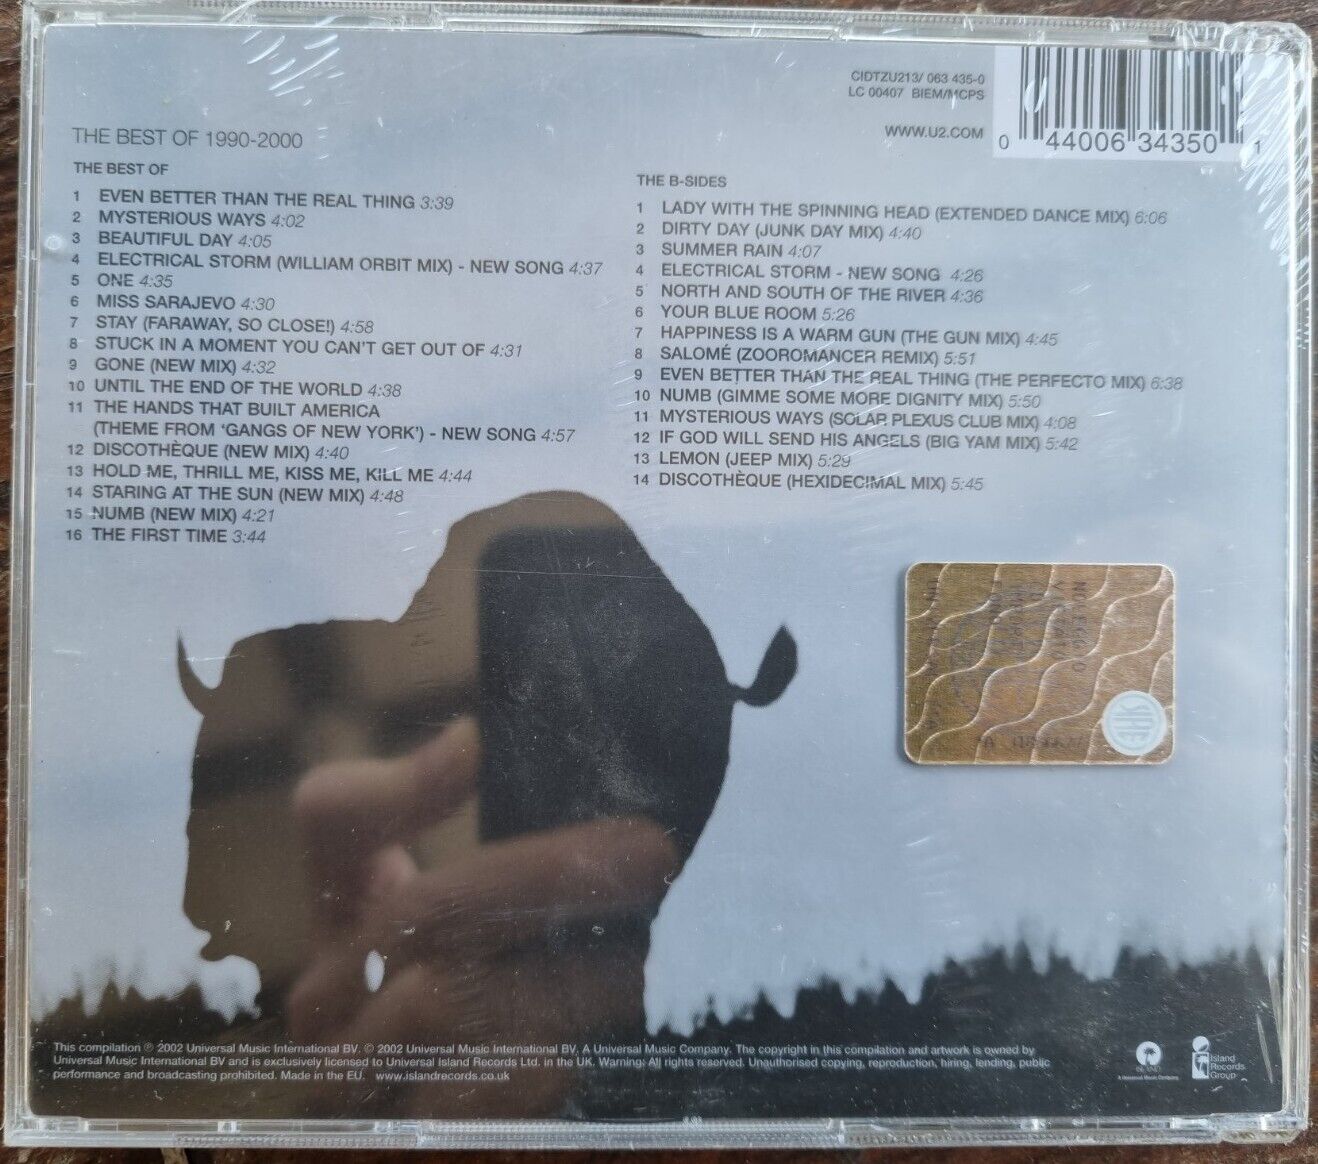 CIDTZU213/ 063 435-0
LC 00407 BIEM/MCPS
WWW.U2.COM
0 44006 34350 1
THE BEST OF 1990-2000
THE BEST OF
1 EVEN BETTER THAN THE REAL THING 3:39
2 MYSTERIOUS WAYS 4:02
3 BEAUTIFUL DAY 4:05
4 ELECTRICAL STORM (WILLIAM ORBIT MIX) - NEW SONG 4:37
5 ONE 4:35
6 MISS SARAJEVO 4:30
7 STAY (FARAWAY, SO CLOSE!) 4:58
8 STUCK IN A MOMENT YOU CAN'T GET OUT OF 4:31
9 GONE (NEW MIX) 4:32
10 UNTIL THE END OF THE WORLD 4:38
11 THE HANDS THAT BUILT AMERICA
(THEME FROM 'GANGS OF NEW YORK') - NEW SONG 4:57
12 DISCOTHÈQUE (NEW MIX) 4:40
13 HOLD ME, THRILL ME, KISS ME, KILL ME 4:44
14 STARING AT THE SUN (NEW MIX) 4:48
15 NUMB (NEW MIX) 4:21
16 THE FIRST TIME 3:44
THE B-SIDES
1 LADY WITH THE SPINNING HEAD (EXTENDED DANCE MIX) 6:06
2 DIRTY DAY (JUNK DAY MIX) 4:40
3 SUMMER RAIN 4:07
4 ELECTRICAL STORM - NEW SONG 4:26
5 NORTH AND SOUTH OF THE RIVER 4:36
6 YOUR BLUE ROOM 5:26
7 HAPPINESS IS A WARM GUN (THE GUN MIX) 4:45
8 SALOMÉ (ZOOROMANCER REMIX) 5:51
9 EVEN BETTER THAN THE REAL THING (THE PERFECTO MIX) 6:38
10 NUMB (GIMME SOME MORE DIGNITY MIX) 5:50
11 MYSTERIOUS WAYS (SOLAR PLEXUS CLUB MIX) 4:08
12 IF GOD WILL SEND HIS ANGELS (BIG YAM MIX) 5:42
13 LEMON (JEEP MIX) 5:29
14 DISCOTHÈQUE (HEXIDECIMAL MIX) 5:45
SIAE
This compilation ℗ 2002 Universal Music International BV. © 2002 Universal Music International BV. A Universal Music Company. The copyright in this compilation and artwork is owned by
Universal Music International BV and is exclusively licensed to Universal Island Records Ltd. in the UK. Warning: All rights reserved. Unauthorised copying, reproduction, hiring, lending, public
performance and broadcasting prohibited. Made in the EU. www.islandrecords.co.uk
A Universal Music Company
Island
Records
Group